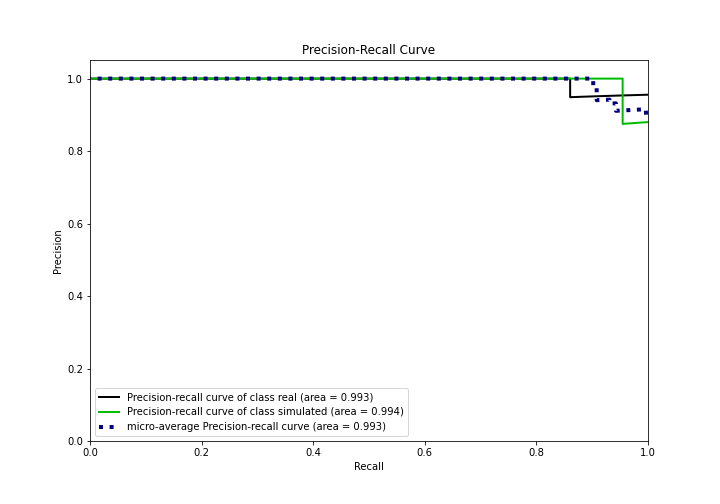 Precision-Recall Curve
1.0
0.8
0.6
0.4
0.2
0.0
Precision
Precision-recall curve of class real (area = 0.993)
Precision-recall curve of class simulated (area = 0.994)
micro-average Precision-recall curve (area = 0.993)
0.0 0.2 0.4 0.6 0.8 1.0
Recall